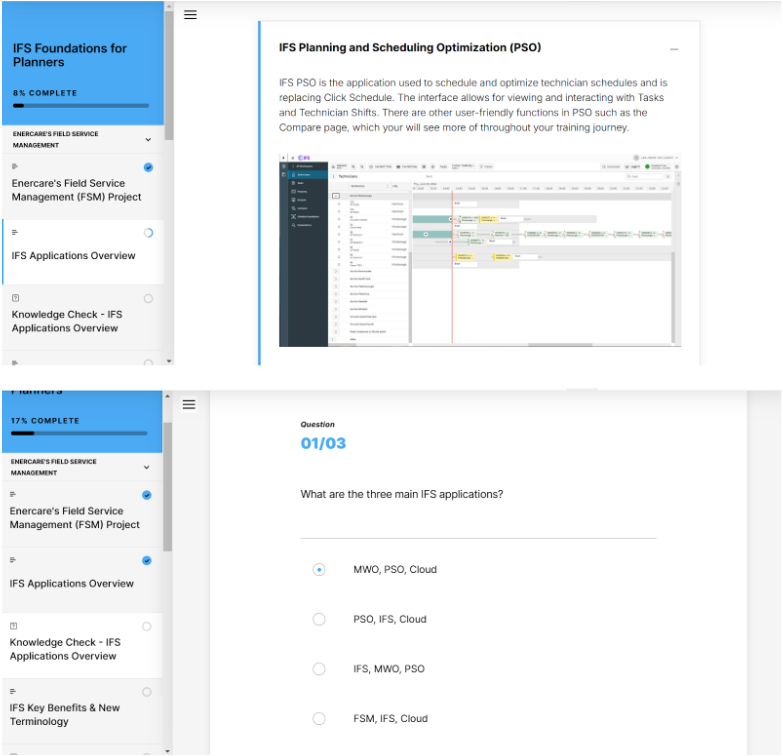 IFS Foundations for
Planners
8% COMPLETE
ENERCARE'S FIELD SERVICE
MANAGEMENT
Enercare's Field Service
Management (FSM) Project
IFS Applications Overview
Knowledge Check - IFS
Applications Overview
IFS Planning and Scheduling Optimization (PSO)
IFS PSO is the application used to schedule and optimize technician schedules and is
replacing Click Schedule. The interface allows for viewing and interacting with Tasks
and Technician Shifts. There are other user-friendly functions in PSO such as the
Compare page, which your will see more of throughout your training journey.
IFS
Technicians
Planners
17% COMPLETE
ENERCARE'S FIELD SERVICE
MANAGEMENT
Enercare's Field Service
Management (FSM) Project
IFS Applications Overview
Knowledge Check - IFS
Applications Overview
IFS Key Benefits & New
Terminology
Question
01/03
What are the three main IFS applications?
MWO, PSO, Cloud
PSO, IFS, Cloud
IFS, MWO, PSO
FSM, IFS, Cloud